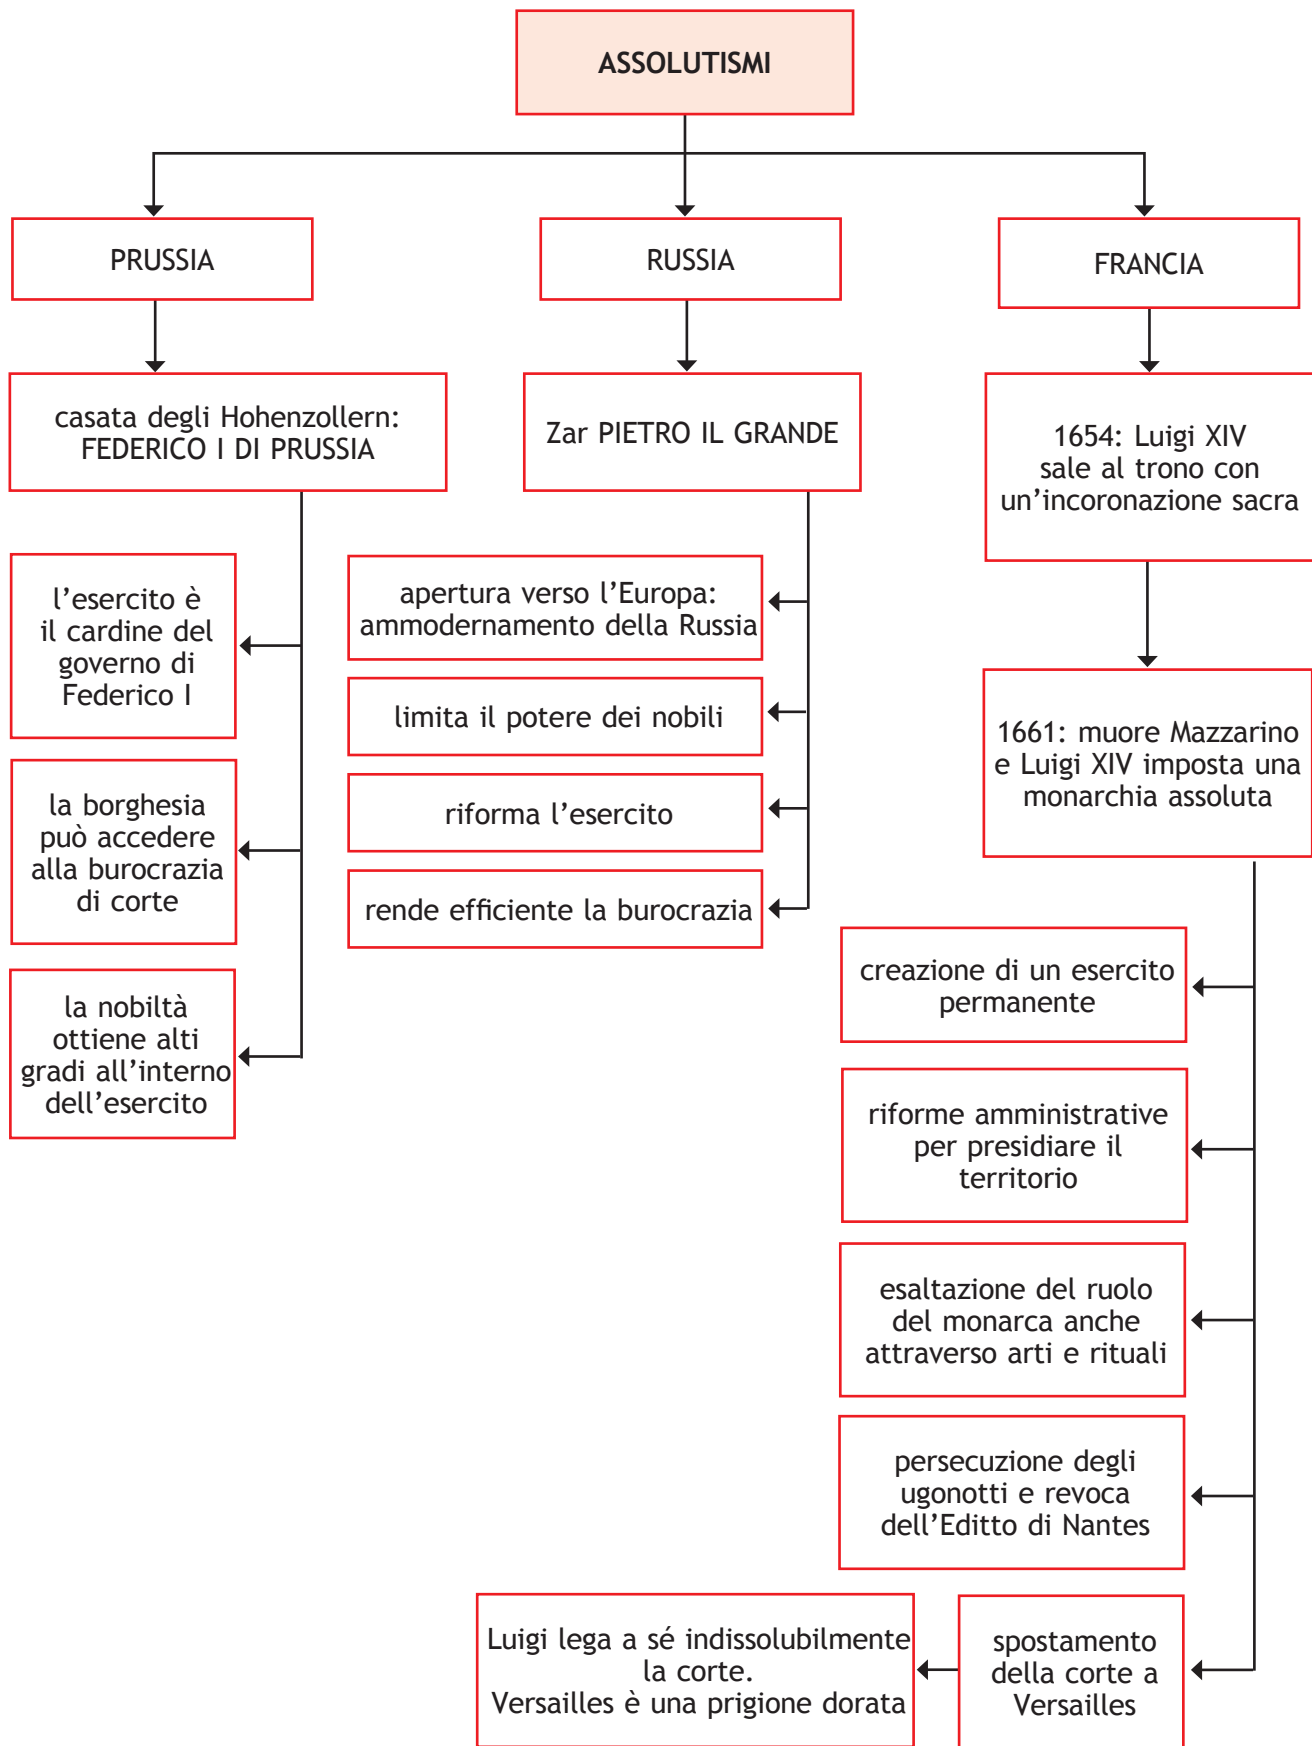 ASSOLUTISMI
PRUSSIA
RUSSIA
FRANCIA
casata degli Hohenzollern:
FEDERICO I DI PRUSSIA
Zar PIETRO IL GRANDE
1654: Luigi XIV
sale al trono con
un’incoronazione sacra
l’esercito è
il cardine del
governo di
Federico I
la borghesia
può accedere
alla burocrazia
di corte
la nobiltà
ottiene alti
gradi all’interno
dell’esercito
apertura verso l’Europa:
ammodernamento della Russia
limita il potere dei nobili
riforma l’esercito
rende efficiente la burocrazia
1661: muore Mazzarino
e Luigi XIV imposta una
monarchia assoluta
creazione di un esercito
permanente
riforme amministrative
per presidiare il
territorio
esaltazione del ruolo
del monarca anche
attraverso arti e rituali
persecuzione degli
ugonotti e revoca
dell’Editto di Nantes
spostamento
della corte a
Versailles
Luigi lega a sé indissolubilmente
la corte.
Versailles è una prigione dorata